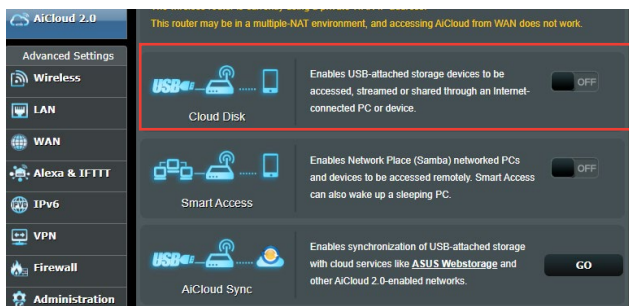 AiCloud 2.0
This router may be in a multiple-NAT environment, and accessing AiCloud from WAN does not work.
Advanced Settings
Wireless
LAN
WAN
Alexa & IFTTT
IPv6
VPN
Firewall
Administration
USB
Cloud Disk
Enables USB-attached storage devices to be
accessed, streamed or shared through an Internet-
connected PC or device.
OFF
Smart Access
Enables Network Place (Samba) networked PCs
and devices to be accessed remotely. Smart Access
can also wake up a sleeping PC.
OFF
USB
AiCloud Sync
Enables synchronization of USB-attached storage
with cloud services like ASUS Webstorage and
other AiCloud 2.0-enabled networks.
GO